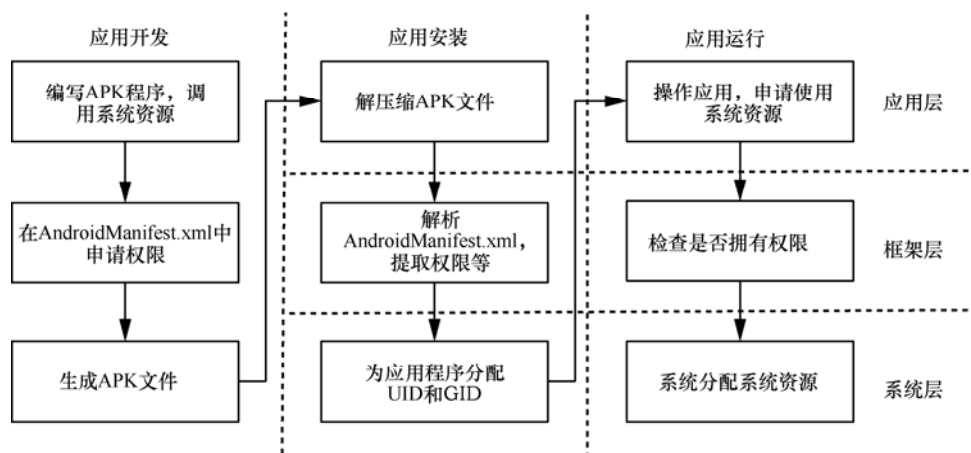 应用开发
编写APK程序，调
用系统资源
在AndroidManifest.xml中
申请权限
生成APK文件
应用安装
解压缩APK文件
解析
AndroidManifest.xml，
提取权限等
为应用程序分配
UID和GID
应用运行
操作应用，申请使用
系统资源
检查是否拥有权限
系统分配系统资源
应用层
框架层
系统层